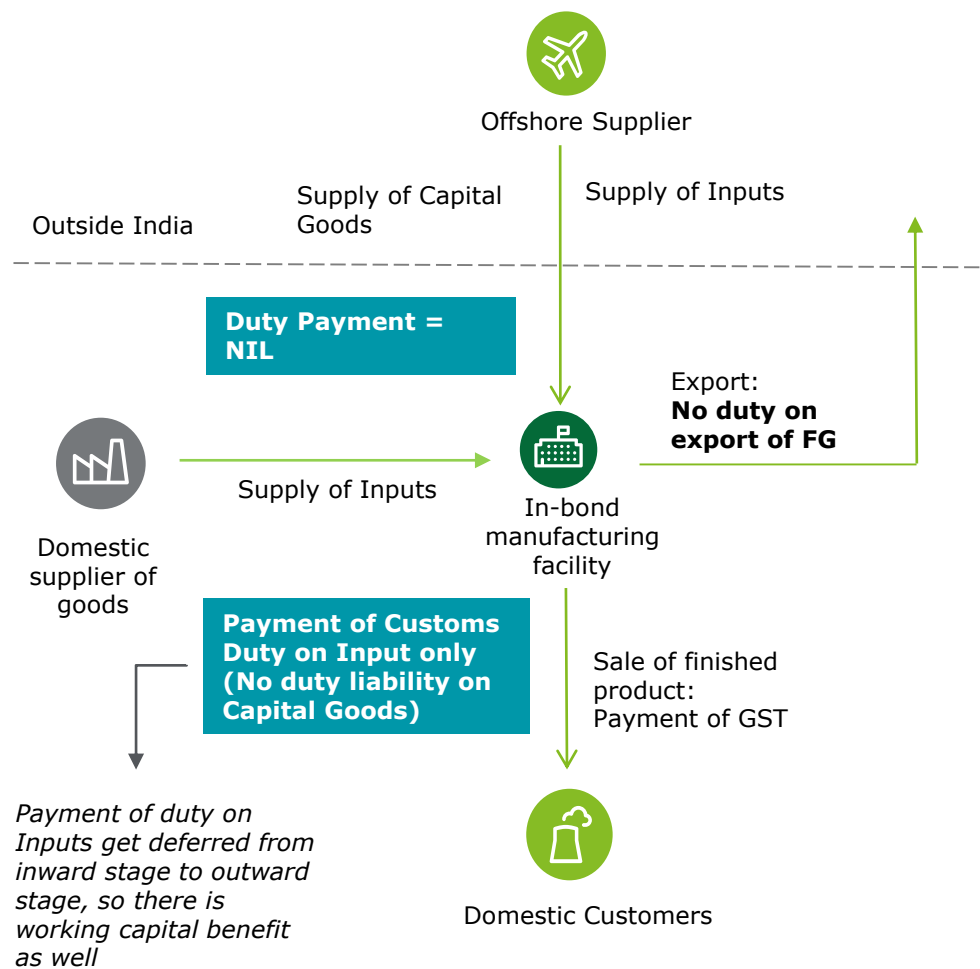 Offshore Supplier
Outside India
Supply of Capital
Goods
Supply of Inputs
Duty Payment =
NIL
Export:
No duty on
export of FG
Supply of Inputs
In-bond
manufacturing
facility
Domestic
supplier of
goods
Payment of Customs
Duty on Input only
(No duty liability on
Capital Goods)
Sale of finished
product:
Payment of GST
Payment of duty on
Inputs get deferred from
inward stage to outward
stage, so there is
working capital benefit
as well
Domestic Customers